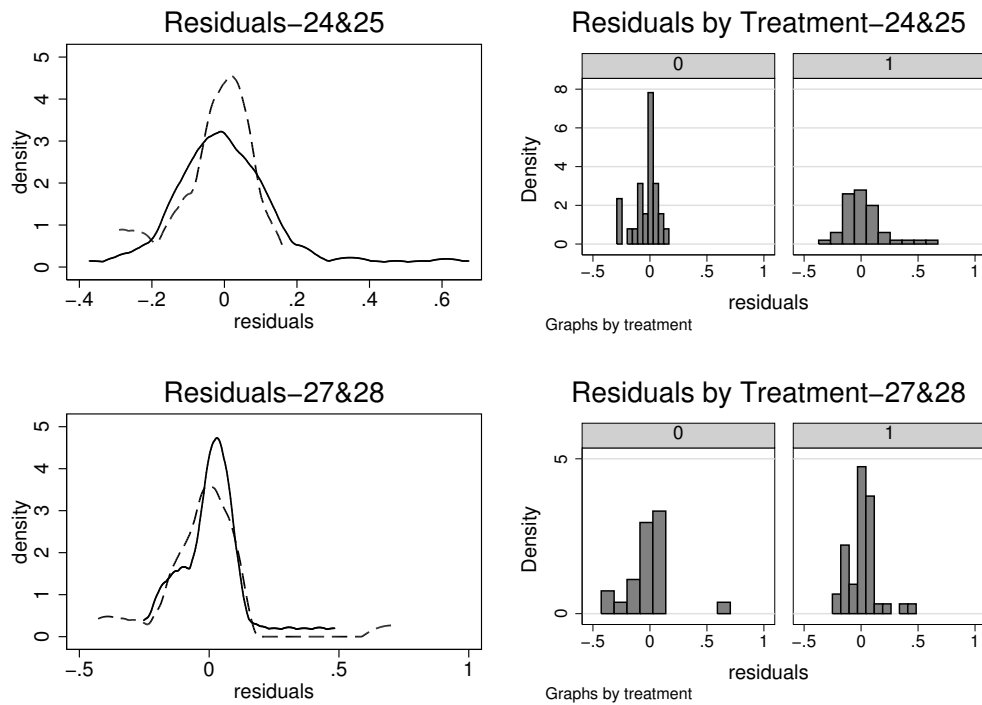 Residuals−24&25
5
4
3
2
1
0
density
−.4 −.2 0 .2 .4 .6
residuals
Residuals by Treatment−24&25
0 1
8
6
4
2
0
Density
−.5 0 .5 1 −.5 0 .5 1
residuals
Graphs by treatment
Residuals−27&28
5
4
3
2
1
0
density
−.5 0 .5 1
residuals
Residuals by Treatment−27&28
0 1
5
0
Density
−.5 0 .5 1 −.5 0 .5 1
residuals
Graphs by treatment